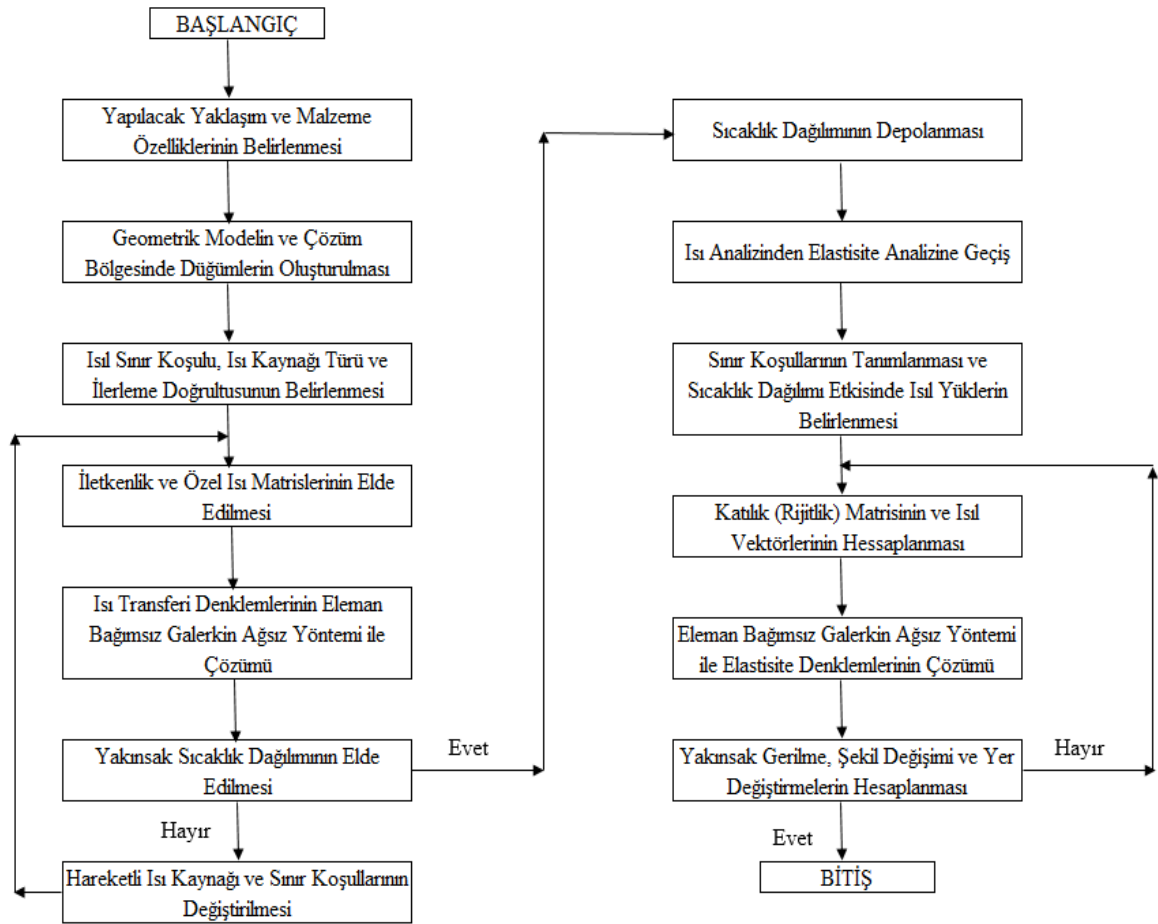 BAŞLANGIÇ
Yapılacak Yaklaşım ve Malzeme
Özelliklerinin Belirlenmesi
Geometrik Modelin ve Çözüm
Bölgesinde Düğümlerin Oluşturulması
Isıl Sınır Koşulu, Isı Kaynağı Türü ve
İlerleme Doğrultusunun Belirlenmesi
İletkenlik ve Özel Isı Matrislerinin Elde
Edilmesi
Isı Transferi Denklemlerinin Eleman
Bağımsız Galerkin Ağsız Yöntemi ile
Çözümü
Yakınsak Sıcaklık Dağılımının Elde
Edilmesi
Evet
Hayır
Hareketli Isı Kaynağı ve Sınır Koşullarının
Değiştirilmesi
Sıcaklık Dağılımının Depolanması
Isı Analizinden Elastisite Analizine Geçiş
Sınır Koşullarının Tanımlanması ve
Sıcaklık Dağılımı Etkisinde Isıl Yüklerin
Belirlenmesi
Katılık (Rijitlik) Matrisinin ve Isıl
Vektörlerinin Hessaplanması
Eleman Bağımsız Galerkin Ağsız Yöntemi
ile Elastisite Denklemlerinin Çözümü
Yakınsak Gerilme, Şekil Değişimi ve Yer
Değiştirmelerin Hesaplanması
Hayır
Evet
BİTİŞ